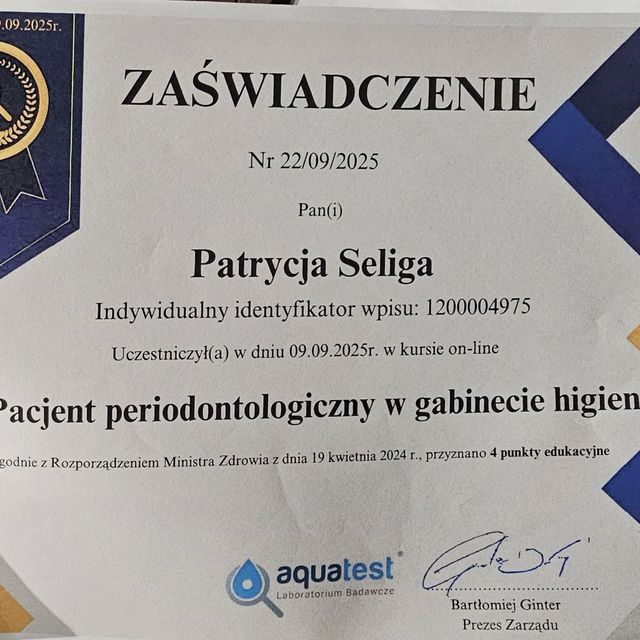 .09.2025r.
ZAŚWIADCZENIE
Nr 22/09/2025
Pan(i)
Patrycja Seliga
Indywidualny identyfikator wpisu: 1200004975
Uczestniczył(a) w dniu 09.09.2025r. w kursie on-line
Pacjent periodontologiczny w gabinecie higien
godnie z Rozporządzeniem Ministra Zdrowia z dnia 19 kwietnia 2024 r., przyznano 4 punkty edukacyjne
aquatest®
Laboratorium Badawcze
Bartłomiej Ginter
Prezes Zarządu